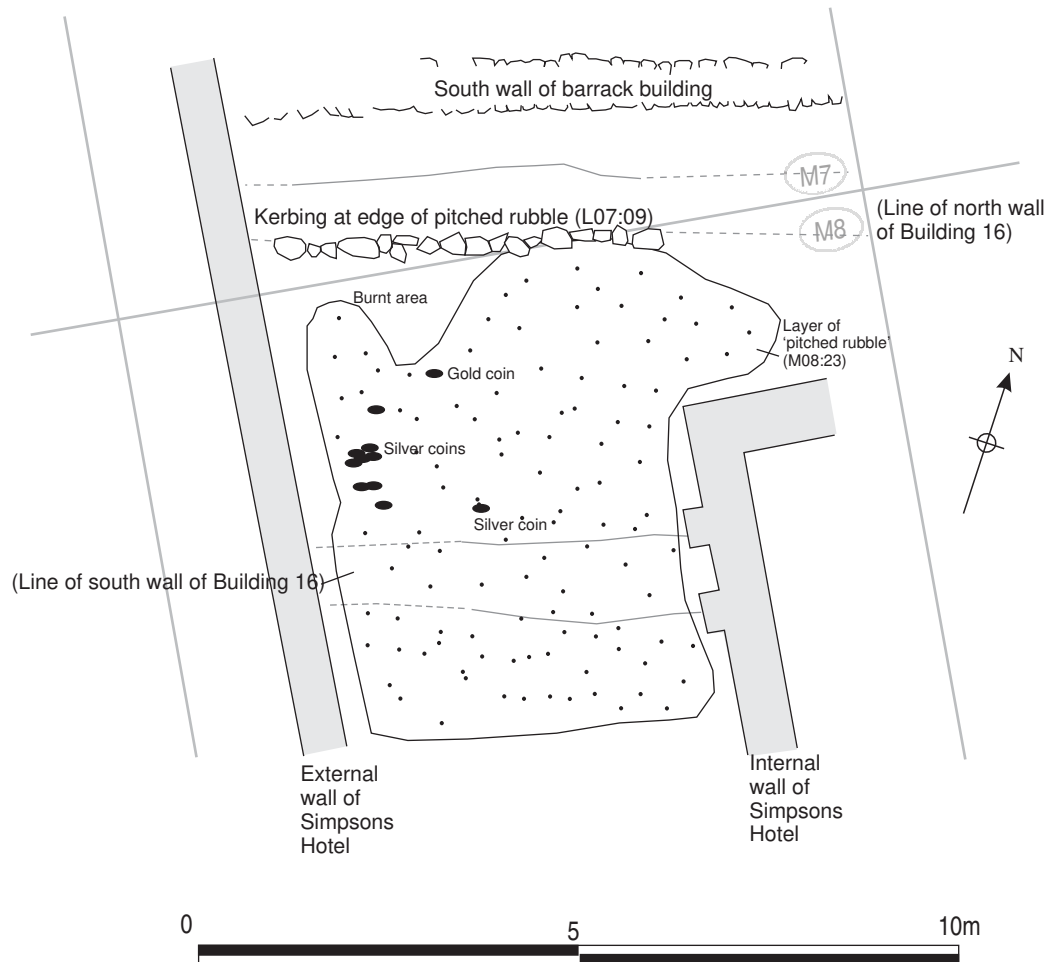 South wall of barrack building
M7
Kerbing at edge of pitched rubble (L07:09)
(Line of north wall
of Building 16)
M8
Burnt area
Layer of
‘pitched rubble’
(M08:23)
N
Gold coin
Silver coins
Silver coin
(Line of south wall of Building 16)
External
wall of
Simpsons
Hotel
Internal
wall of
Simpsons
Hotel
0
5
10m